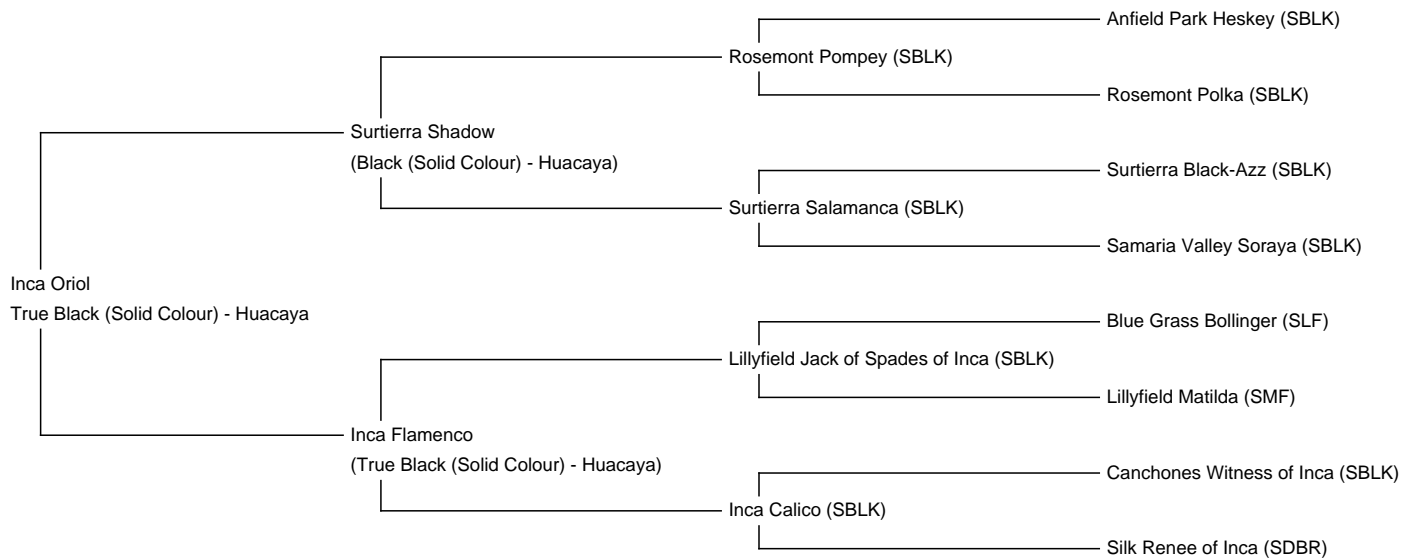 Anfield Park Heskey (SBLK)
Rosemont Pompey (SBLK)
Rosemont Polka (SBLK)
Surtierra Shadow
(Black (Solid Colour) - Huacaya)
Surtierra Black-Azz (SBLK)
Surtierra Salamanca (SBLK)
Samaria Valley Soraya (SBLK)
Inca Oriol
True Black (Solid Colour) - Huacaya
Blue Grass Bollinger (SLF)
Lillyfield Jack of Spades of Inca (SBLK)
Lillyfield Matilda (SMF)
Inca Flamenco
(True Black (Solid Colour) - Huacaya)
Canchones Witness of Inca (SBLK)
Inca Calico (SBLK)
Silk Renee of Inca (SDBR)